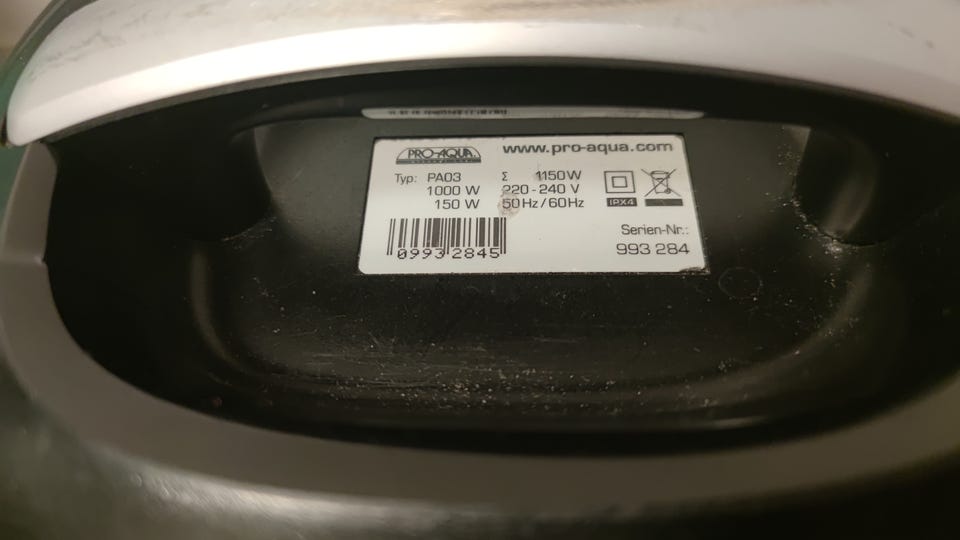 PRO-AQUA
www.pro-aqua.com
Typ: PA03 Σ 1150W
1000 W 220-240 V
150 W 50Hz/60Hz
IPX4
Serien-Nr.:
993 284
0993 2845